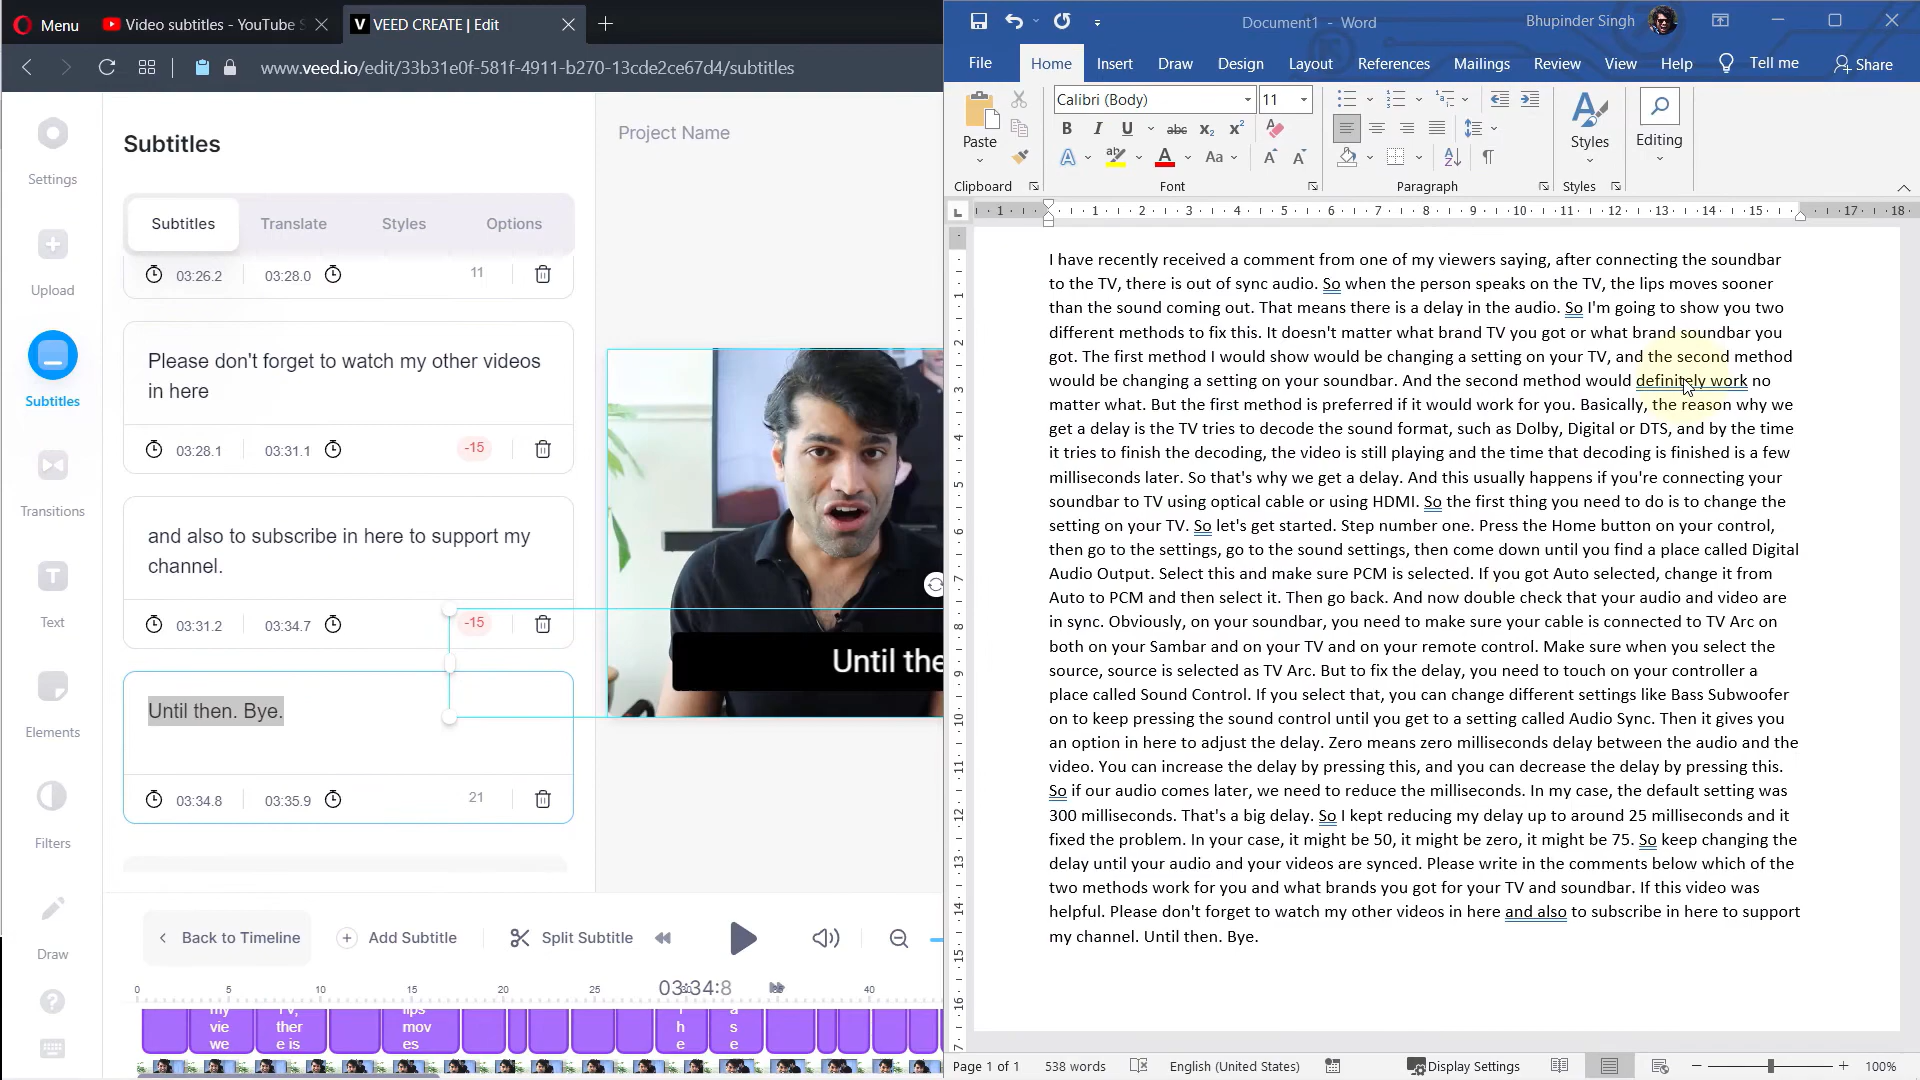 Menu
Video subtitles - YouTube S
VEED CREATE | Edit
www.veed.io/edit/33b31e0f-581f-4911-b270-13cde2ce67d4/subtitles
Settings
Upload
Subtitles
Transitions
Text
Elements
Filters
Draw
Subtitles
Subtitles Translate Styles Options
03:26.2 03:28.0 11
Please don't forget to watch my other videos
in here
03:28.1 03:31.1 -15
and also to subscribe in here to support my
channel.
03:31.2 03:34.7 -15
Until then. Bye.
03:34.8 03:35.9 21
Project Name
Until the
Back to Timeline Add Subtitle Split Subtitle
03:34:8
0 5 10 15 20 25 40
my
vie
we
TV,
ther
e is
lips
mov
es
h
e
a
s
e
Document1 - Word
Bhupinder Singh
File Home Insert Draw Design Layout References Mailings Review View Help Tell me Share
Paste
Calibri (Body) 11
Styles
Editing
Clipboard Font Paragraph Styles
1 1 2 3 4 5 6 7 8 9 10 11 12 13 14 15 17 18
I have recently received a comment from one of my viewers saying, after connecting the soundbar
to the TV, there is out of sync audio. So when the person speaks on the TV, the lips moves sooner
than the sound coming out. That means there is a delay in the audio. So I'm going to show you two
different methods to fix this. It doesn't matter what brand TV you got or what brand soundbar you
got. The first method I would show would be changing a setting on your TV, and the second method
would be changing a setting on your soundbar. And the second method would definitely work no
matter what. But the first method is preferred if it would work for you. Basically, the reason why we
get a delay is the TV tries to decode the sound format, such as Dolby, Digital or DTS, and by the time
it tries to finish the decoding, the video is still playing and the time that decoding is finished is a few
milliseconds later. So that's why we get a delay. And this usually happens if you're connecting your
soundbar to TV using optical cable or using HDMI. So the first thing you need to do is to change the
setting on your TV. So let's get started. Step number one. Press the Home button on your control,
then go to the settings, go to the sound settings, then come down until you find a place called Digital
Audio Output. Select this and make sure PCM is selected. If you got Auto selected, change it from
Auto to PCM and then select it. Then go back. And now double check that your audio and video are
in sync. Obviously, on your soundbar, you need to make sure your cable is connected to TV Arc on
both on your Sambar and on your TV and on your remote control. Make sure when you select the
source, source is selected as TV Arc. But to fix the delay, you need to touch on your controller a
place called Sound Control. If you select that, you can change different settings like Bass Subwoofer
on to keep pressing the sound control until you get to a setting called Audio Sync. Then it gives you
an option in here to adjust the delay. Zero means zero milliseconds delay between the audio and the
video. You can increase the delay by pressing this, and you can decrease the delay by pressing this.
So if our audio comes later, we need to reduce the milliseconds. In my case, the default setting was
300 milliseconds. That's a big delay. So I kept reducing my delay up to around 25 milliseconds and it
fixed the problem. In your case, it might be 50, it might be zero, it might be 75. So keep changing the
delay until your audio and your videos are synced. Please write in the comments below which of the
two methods work for you and what brands you got for your TV and soundbar. If this video was
helpful. Please don't forget to watch my other videos in here and also to subscribe in here to support
my channel. Until then. Bye.
Page 1 of 1 538 words English (United States) Display Settings 100%